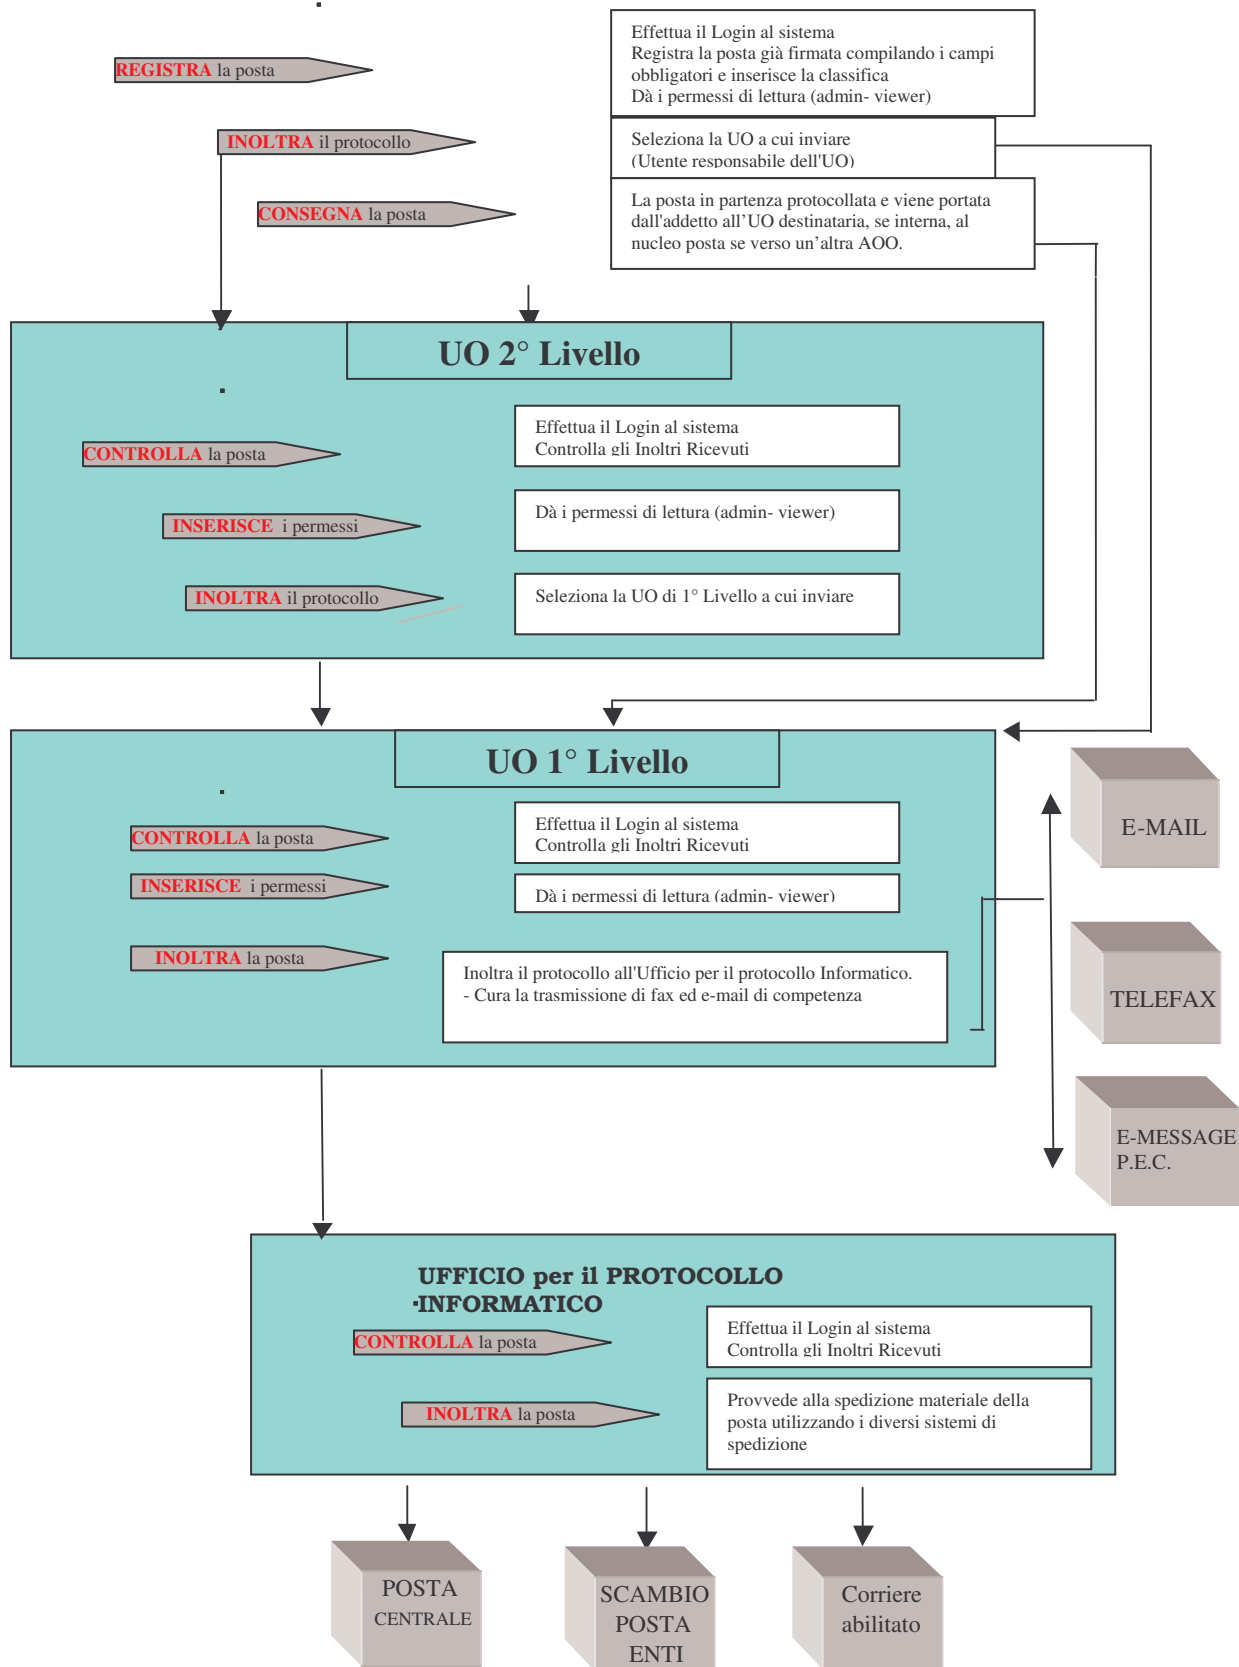 Effettua il Login al sistema
Registra la posta già firmata compilando i campi
obbligatori e inserisce la classifica
Dà i permessi di lettura (admin- viewer)
REGISTRA la posta
INOLTRA il protocollo
Seleziona la UO a cui inviare
(Utente responsabile dell'UO)
CONSEGNA la posta
La posta in partenza protocollata e viene portata
dall'addetto all’UO destinataria, se interna, al
nucleo posta se verso un’altra AOO.
UO 2° Livello
CONTROLLA la posta
Effettua il Login al sistema
Controlla gli Inoltri Ricevuti
INSERISCE i permessi
Dà i permessi di lettura (admin- viewer)
INOLTRA il protocollo
Seleziona la UO di 1° Livello a cui inviare
UO 1° Livello
CONTROLLA la posta
Effettua il Login al sistema
Controlla gli Inoltri Ricevuti
INSERISCE i permessi
Dà i permessi di lettura (admin- viewer)
INOLTRA la posta
Inoltra il protocollo all'Ufficio per il protocollo Informatico.
- Cura la trasmissione di fax ed e-mail di competenza
E-MAIL
TELEFAX
E-MESSAGE
P.E.C.
UFFICIO per il PROTOCOLLO
INFORMATICO
CONTROLLA la posta
Effettua il Login al sistema
Controlla gli Inoltri Ricevuti
INOLTRA la posta
Provvede alla spedizione materiale della
posta utilizzando i diversi sistemi di
spedizione
POSTA
CENTRALE
SCAMBIO
POSTA
ENTI
Corriere
abilitato